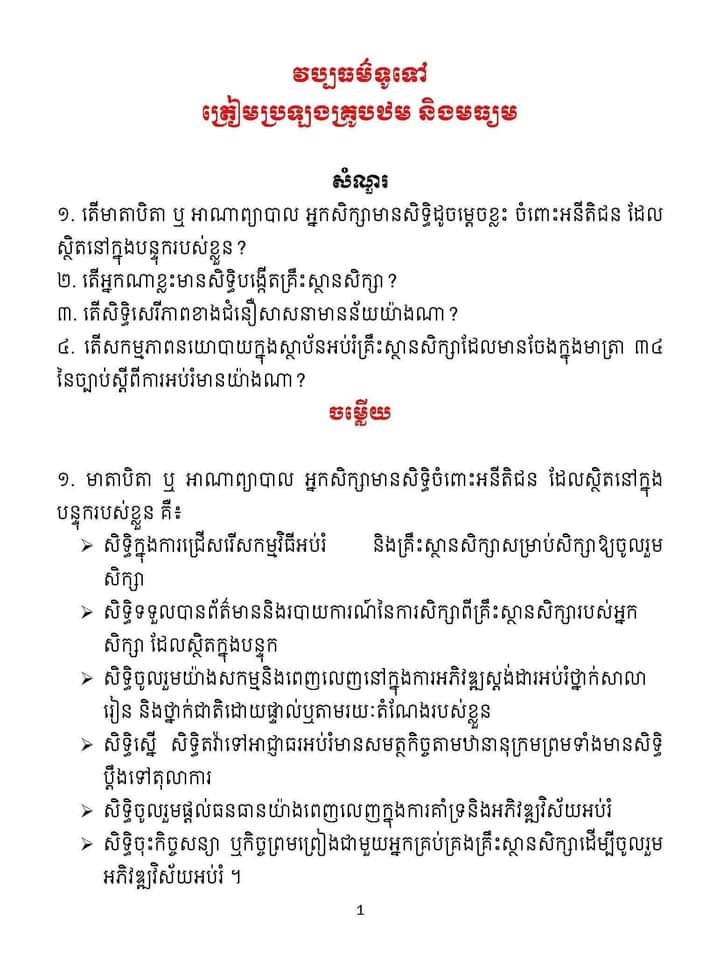 វប្បធម៌ទូទៅ
ត្រៀមប្រឡងគ្រូបឋម និងមធ្យម
សំណួរ
១. តើមាតាបិតា ឬ អាណាព្យាបាល អ្នកសិក្សាមានសិទ្ធិដូចម្ដេចខ្លះ ចំពោះអនីតិជន ដែល
ស្ថិតនៅក្នុងបន្ទុករបស់ខ្លួន?
២. តើអ្នកណាខ្លះមានសិទ្ធិបង្កើតគ្រឹះស្ថានសិក្សា?
៣. តើសិទ្ធិសេរីភាពខាងជំនឿសាសនាមានន័យយ៉ាងណា?
៤. តើសកម្មភាពនយោបាយក្នុងស្ថាប័នអប់រំគ្រឹះស្ថានសិក្សាដែលមានចែងក្នុងមាត្រា ៣៤
នៃច្បាប់ស្ដីពីការអប់រំមានយ៉ាងណា?
ចម្លើយ
១. មាតាបិតា ឬ អាណាព្យាបាល អ្នកសិក្សាមានសិទ្ធិចំពោះអនីតិជន ដែលស្ថិតនៅក្នុង
បន្ទុករបស់ខ្លួន គឺ៖
➢ សិទ្ធិក្នុងការជ្រើសរើសកម្មវិធីអប់រំ និងគ្រឹះស្ថានសិក្សាសម្រាប់សិក្សាឱ្យចូលរួម
សិក្សា
➢ សិទ្ធិទទួលបានព័ត៌មាននិងរបាយការណ៍នៃការសិក្សាពីគ្រឹះស្ថានសិក្សារបស់អ្នក
សិក្សា ដែលស្ថិតក្នុងបន្ទុក
➢ សិទ្ធិចូលរួមយ៉ាងសកម្មនិងពេញលេញនៅក្នុងការអភិវឌ្ឍស្ដង់ដារអប់រំថ្នាក់សាលា
រៀន និងថ្នាក់ជាតិដោយផ្ទាល់ឬតាមរយៈតំណែងរបស់ខ្លួន
➢ សិទ្ធិស្នើ សិទ្ធិតវ៉ាទៅអាជ្ញាធរអប់រំមានសមត្ថកិច្ចតាមឋានានុក្រមព្រមទាំងមានសិទ្ធិ
ប្ដឹងទៅតុលាការ
➢ សិទ្ធិចូលរួមផ្ដល់ធនធានយ៉ាងពេញលេញក្នុងការគាំទ្រនិងអភិវឌ្ឍវិស័យអប់រំ
➢ សិទ្ធិចុះកិច្ចសន្យា ឬកិច្ចព្រមព្រៀងជាមួយអ្នកគ្រប់គ្រងគ្រឹះស្ថានសិក្សាដើម្បីចូលរួម
អភិវឌ្ឍវិស័យអប់រំ ។
1